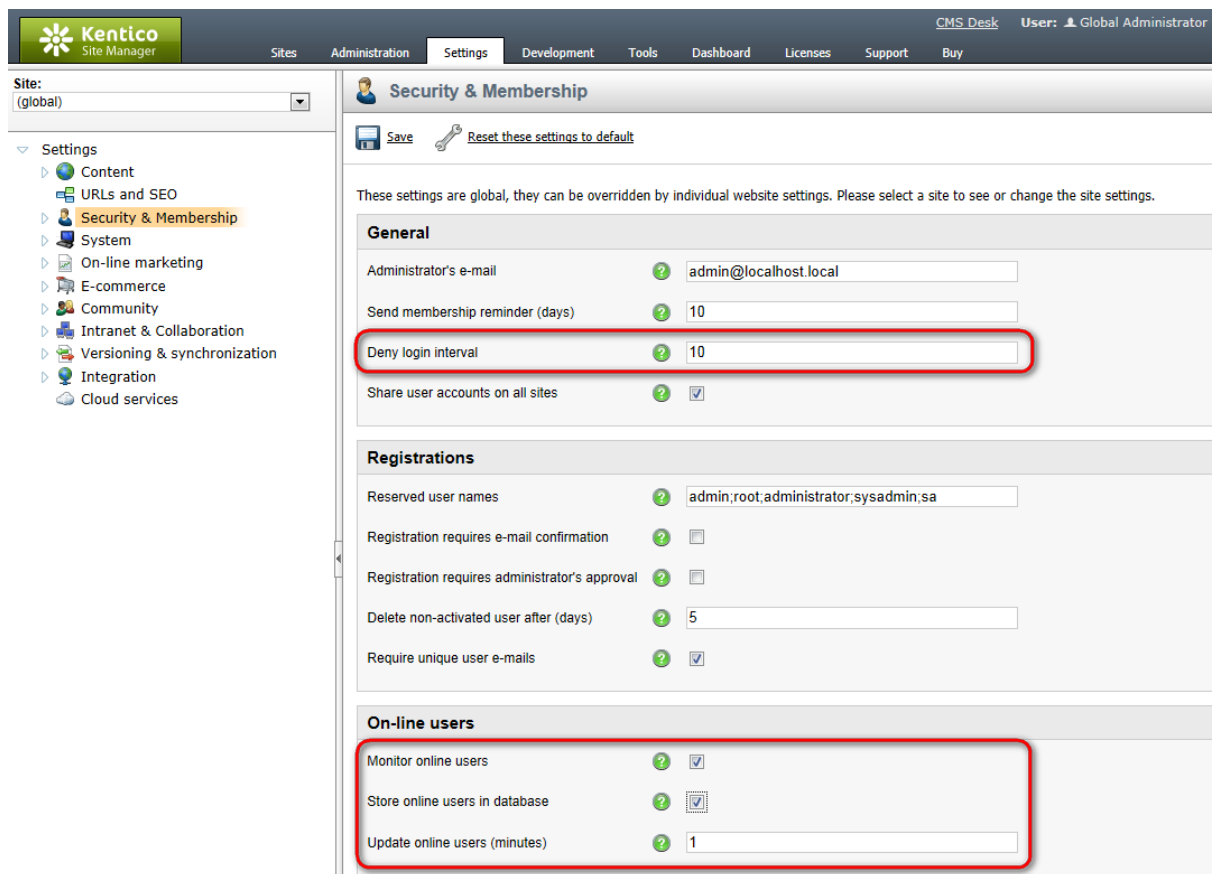 CMS Desk User: Global Administrator
Kentico
Site Manager
Sites Administration Settings Development Tools Dashboard Licenses Support Buy
Site:
(global)
Settings
Content
URLs and SEO
Security & Membership
System
On-line marketing
E-commerce
Community
Intranet & Collaboration
Versioning & synchronization
Integration
Cloud services
Security & Membership
Save Reset these settings to default
These settings are global, they can be overridden by individual website settings. Please select a site to see or change the site settings.
General
Administrator's e-mail ? admin@localhost.local
Send membership reminder (days) ? 10
Deny login interval ? 10
Share user accounts on all sites ?
Registrations
Reserved user names ? admin;root;administrator;sysadmin;sa
Registration requires e-mail confirmation ?
Registration requires administrator's approval ?
Delete non-activated user after (days) ? 5
Require unique user e-mails ?
On-line users
Monitor online users ?
Store online users in database ?
Update online users (minutes) ? 1